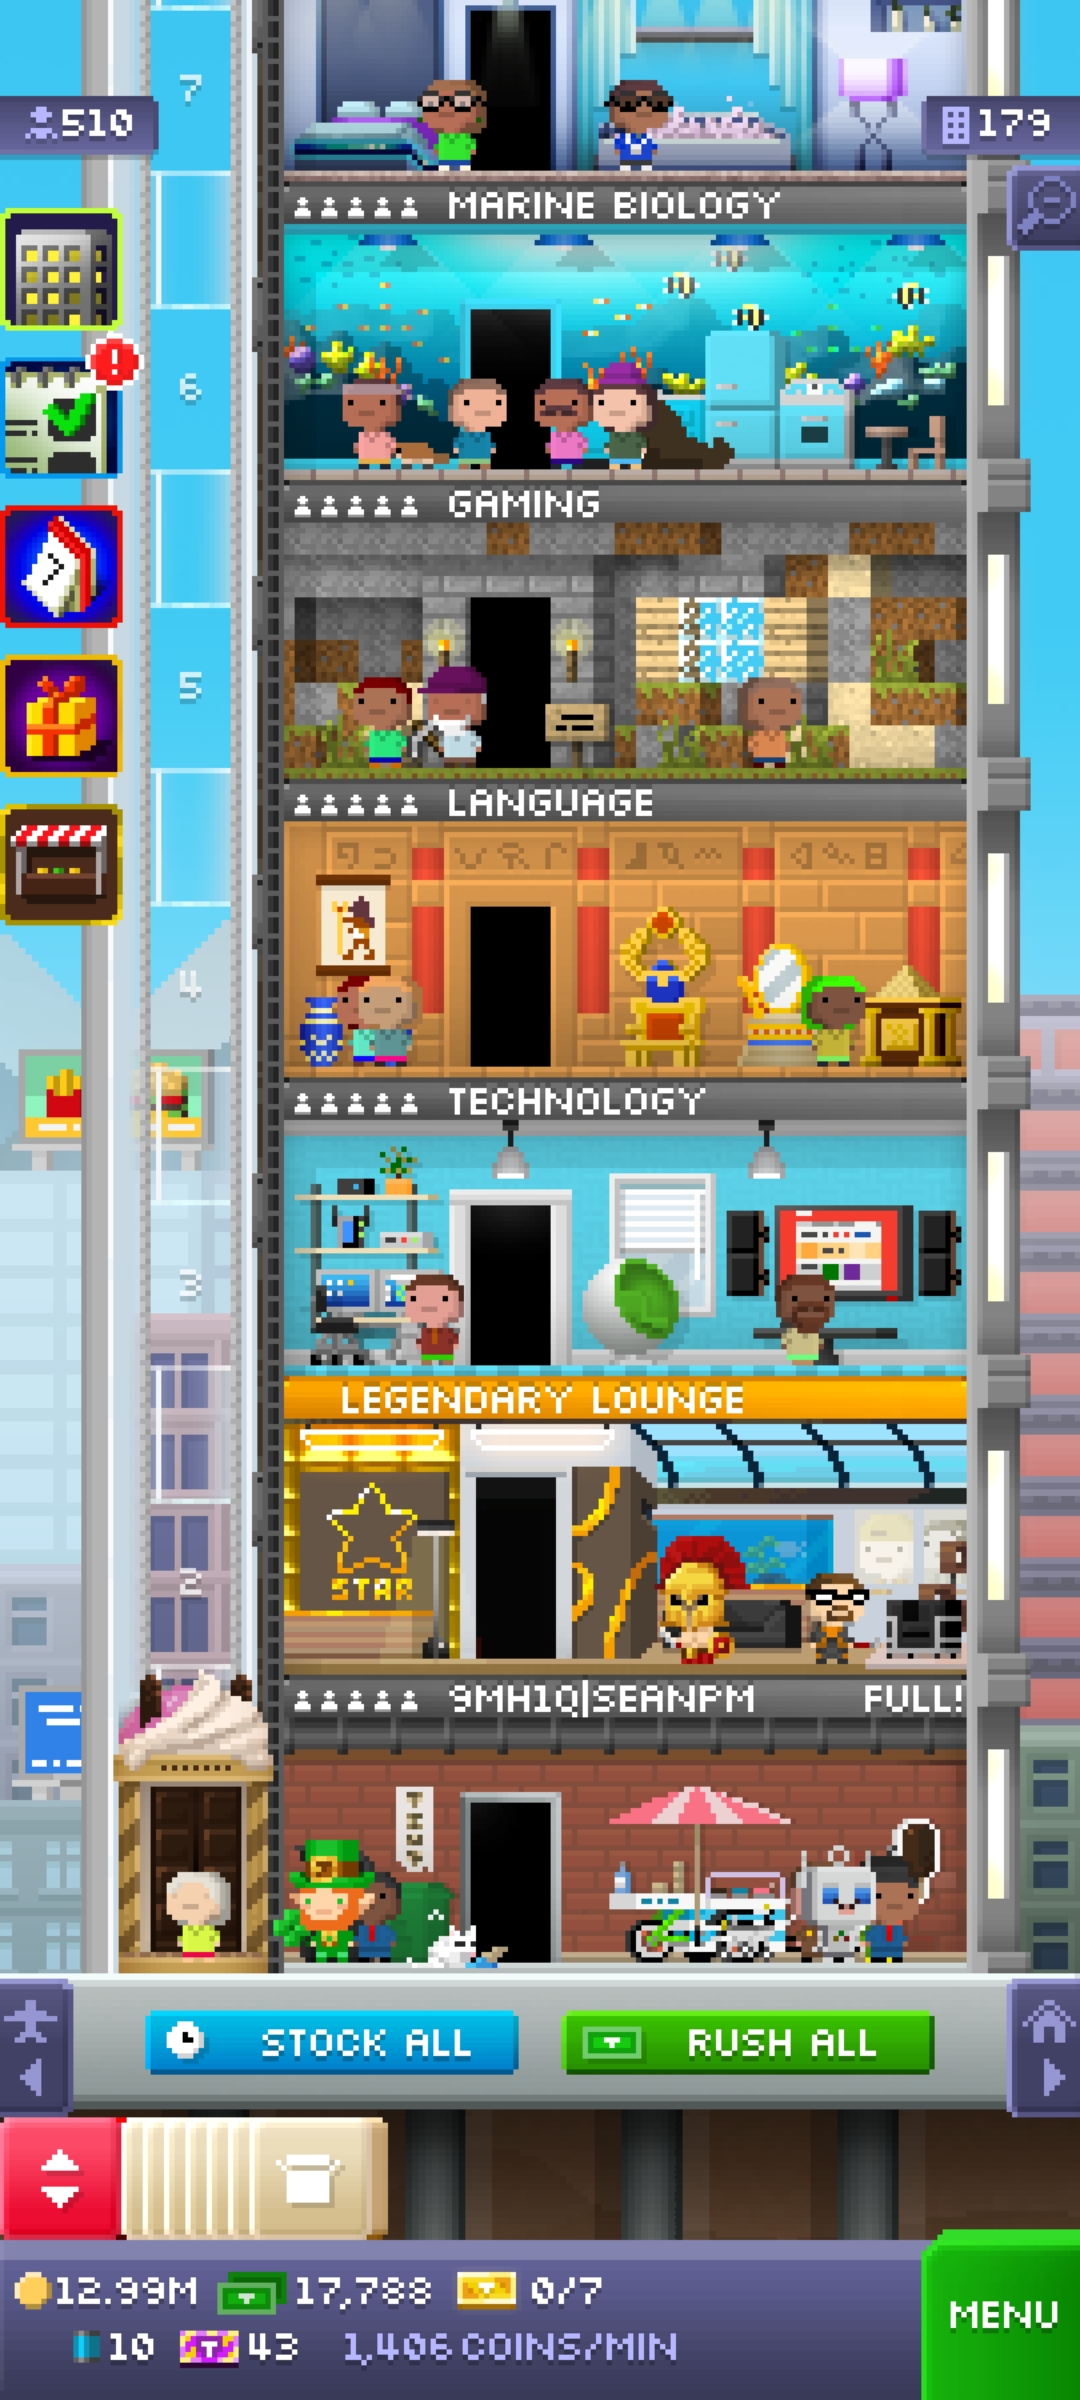 7
510
179
MARINE BIOLOGY
6
GAMING
7
5
LANGUAGE
4
TECHNOLOGY
3
LEGENDARY LOUNGE
STAR
2
9MH1Q|SEANPM FULL!
STOCK ALL
RUSH ALL
12.99M 17,788 0/7
10 43 1,406 COINS/MIN
MENU